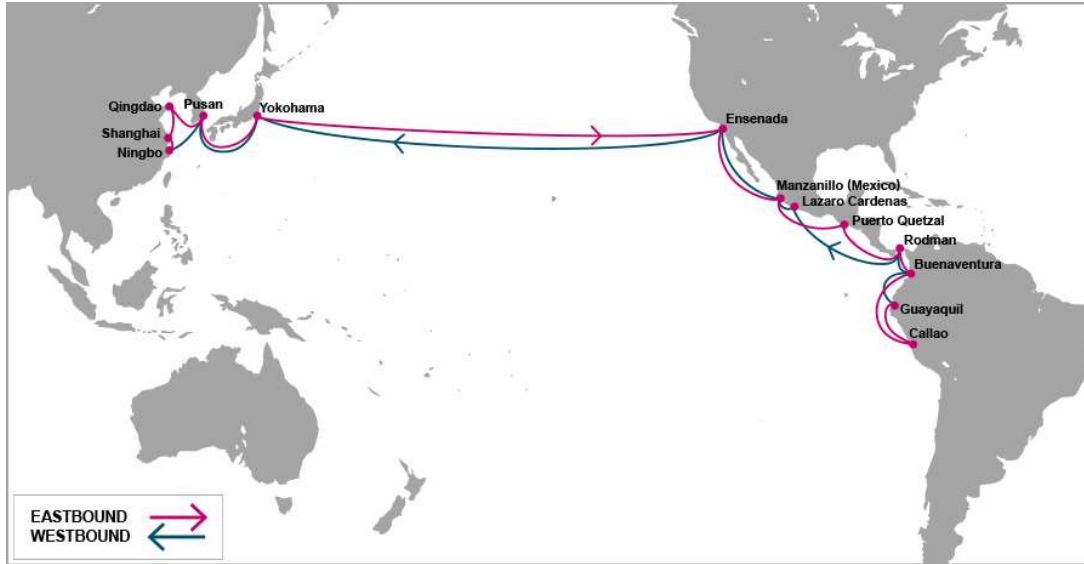 Qingdao
Pusan
Yokohama
Shanghai
Ningbo
Ensenada
Manzanillo (Mexico)
Lazaro Cardenas
Puerto Quetzal
Rodman
Buenaventura
Guayaquil
Callao
EASTBOUND
WESTBOUND